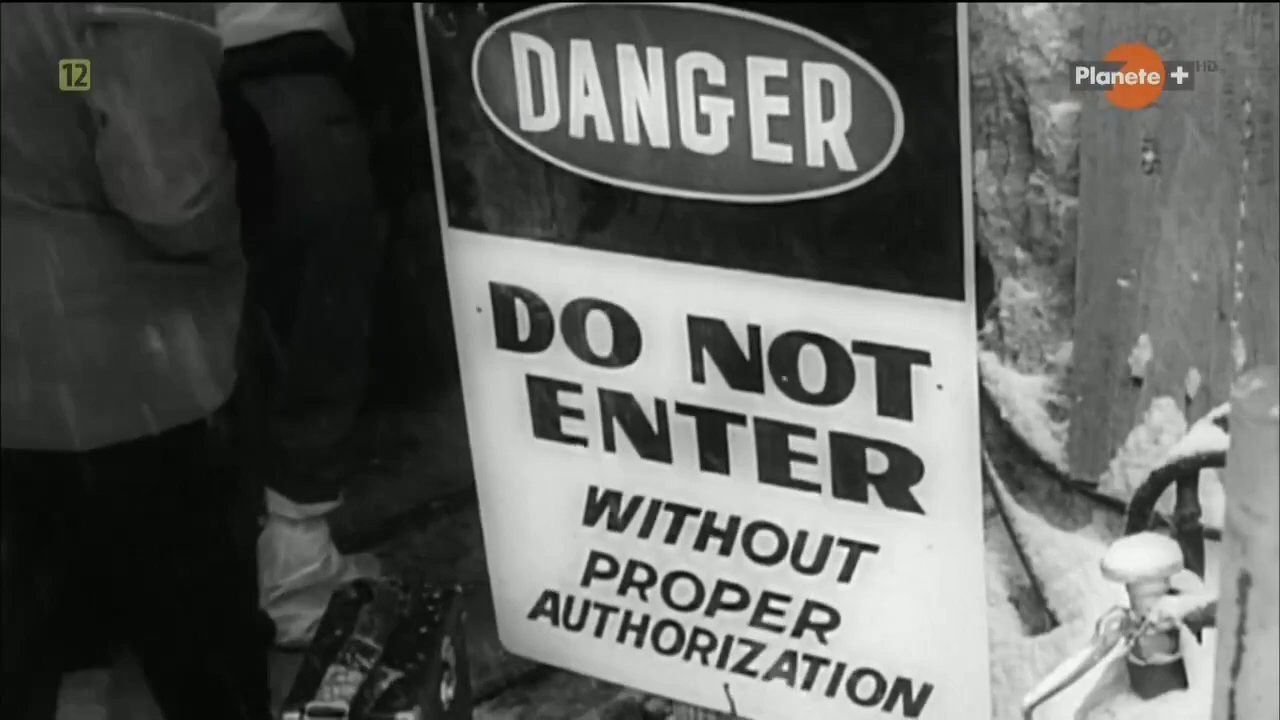 12
Planete +
HD
DANGER
DO NOT
ENTER
WITHOUT
PROPER
AUTHORIZATION